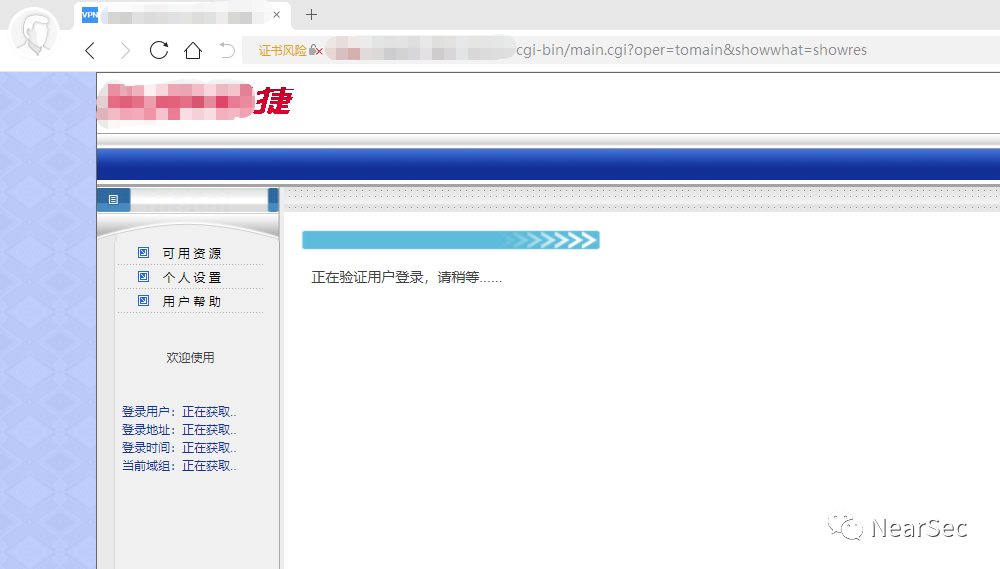 VPN
证书风险 cgi-bin/main.cgi?oper=tomain&showwhat=showres
捷
可用资源
个人设置
用户帮助
欢迎使用
登录用户：正在获取..
登录地址：正在获取..
登录时间：正在获取..
当前域组：正在获取..
正在验证用户登录，请稍等......
NearSec